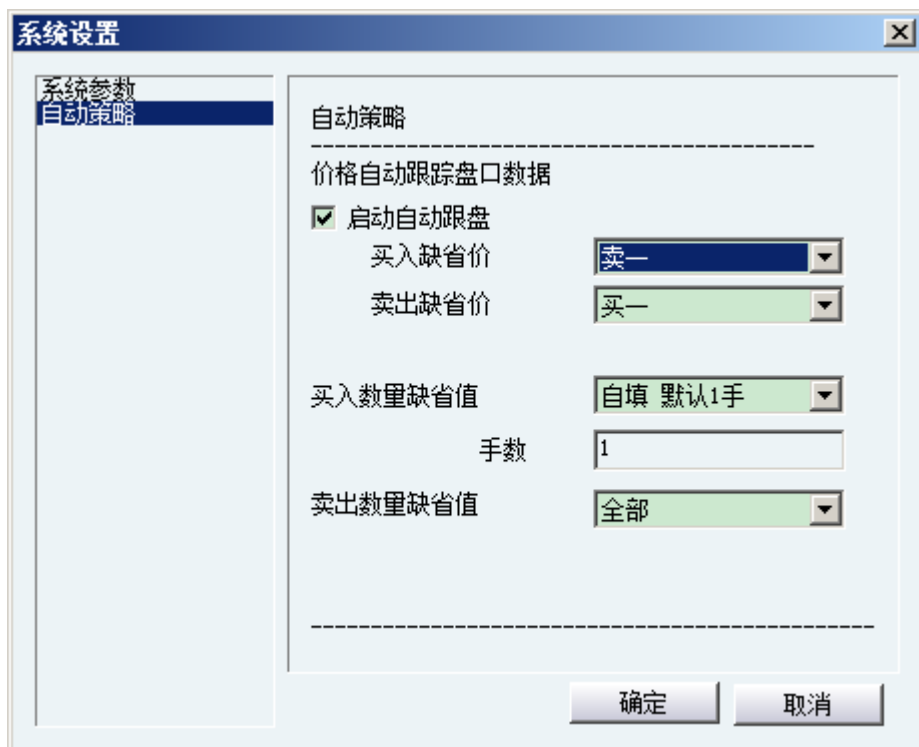 系统设置
系统参数
自动策略
自动策略
------------------------------------------
价格自动跟踪盘口数据
启动自动跟盘
买入缺省价 卖一
卖出缺省价 买一
买入数量缺省值 自填 默认1手
手数 1
卖出数量缺省值 全部
-----------------------------------------------
确定 取消